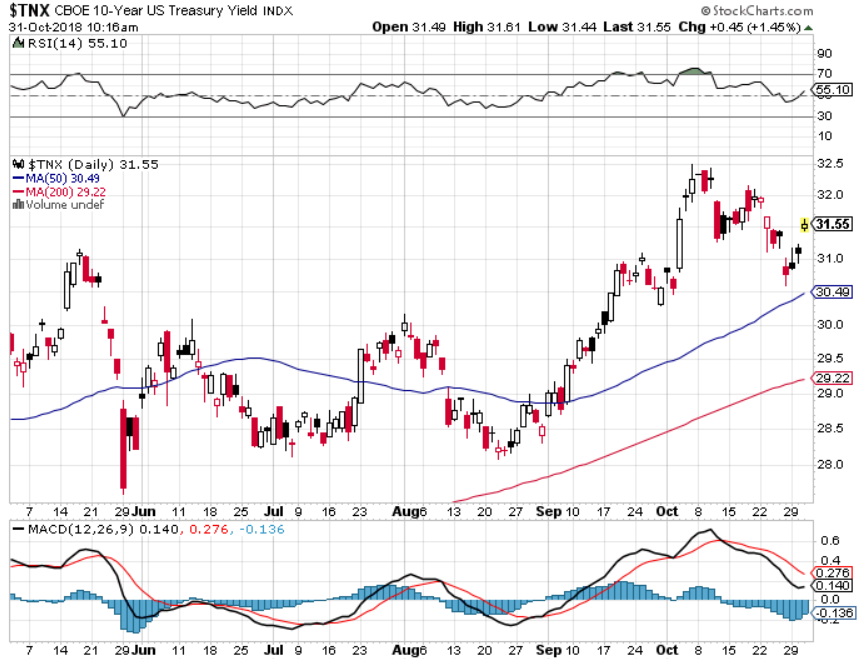 $TNX CBOE 10-Year US Treasury Yield INDX © StockCharts.com
31-Oct-2018 10:16am Open 31.49 High 31.61 Low 31.44 Last 31.55 Chg +0.45 (+1.45%)
RSI(14) 55.10
90
70
55.10
30
10
$TNX (Daily) 31.55
MA(50) 30.49
MA(200) 29.22
Volume undef
32.5
32.0
31.55
31.0
30.49
30.0
29.5
29.22
29.0
28.5
28.0
7 14 21 29 Jun 11 18 25 Jul 9 16 23 Aug 6 13 20 27 Sep 10 17 24 Oct 8 15 22 29
MACD(12,26,9) 0.140, 0.276, -0.136
0.6
0.4
0.276
0.140
0.0
-0.136
7 14 21 29 Jun 11 18 25 Jul 9 16 23 Aug 6 13 20 27 Sep 10 17 24 Oct 8 15 22 29